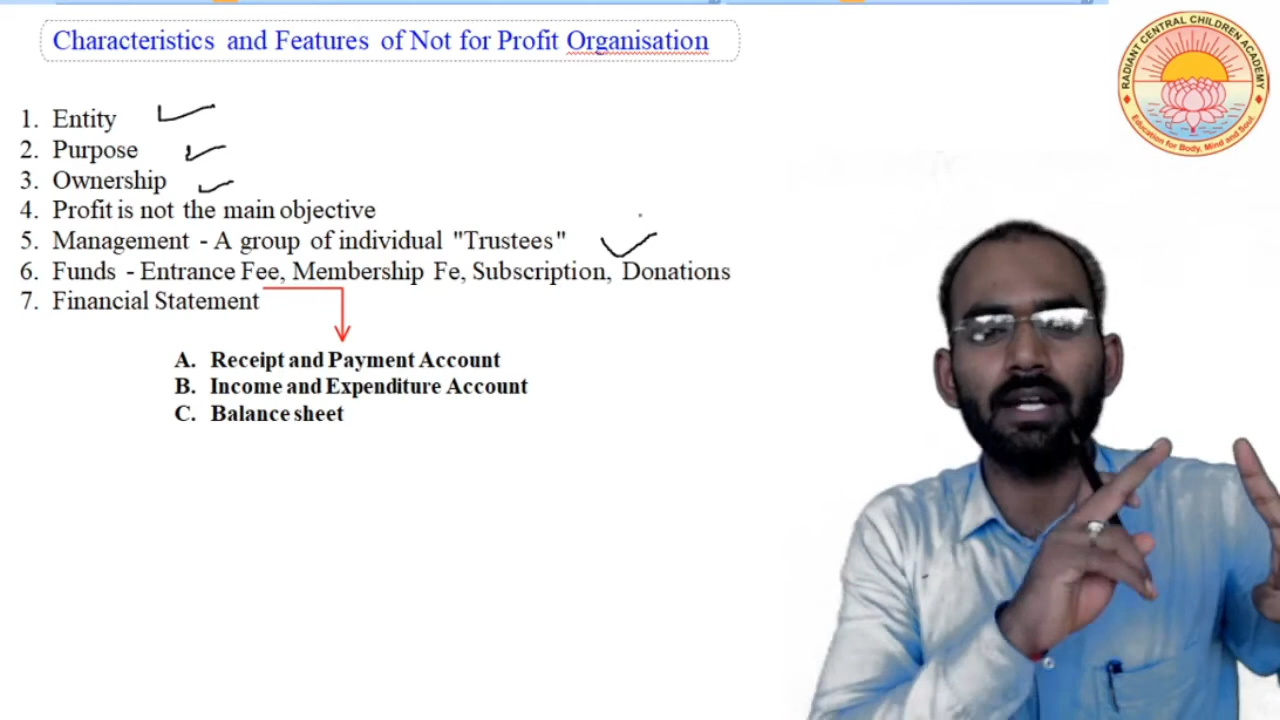 Characteristics and Features of Not for Profit Organisation
RADIANT CENTRAL CHILDREN ACADEMY
Education for Body, Mind and Soul.
1. Entity
2. Purpose
3. Ownership
4. Profit is not the main objective
5. Management - A group of individual "Trustees"
6. Funds - Entrance Fee, Membership Fe, Subscription, Donations
7. Financial Statement
A. Receipt and Payment Account
B. Income and Expenditure Account
C. Balance sheet